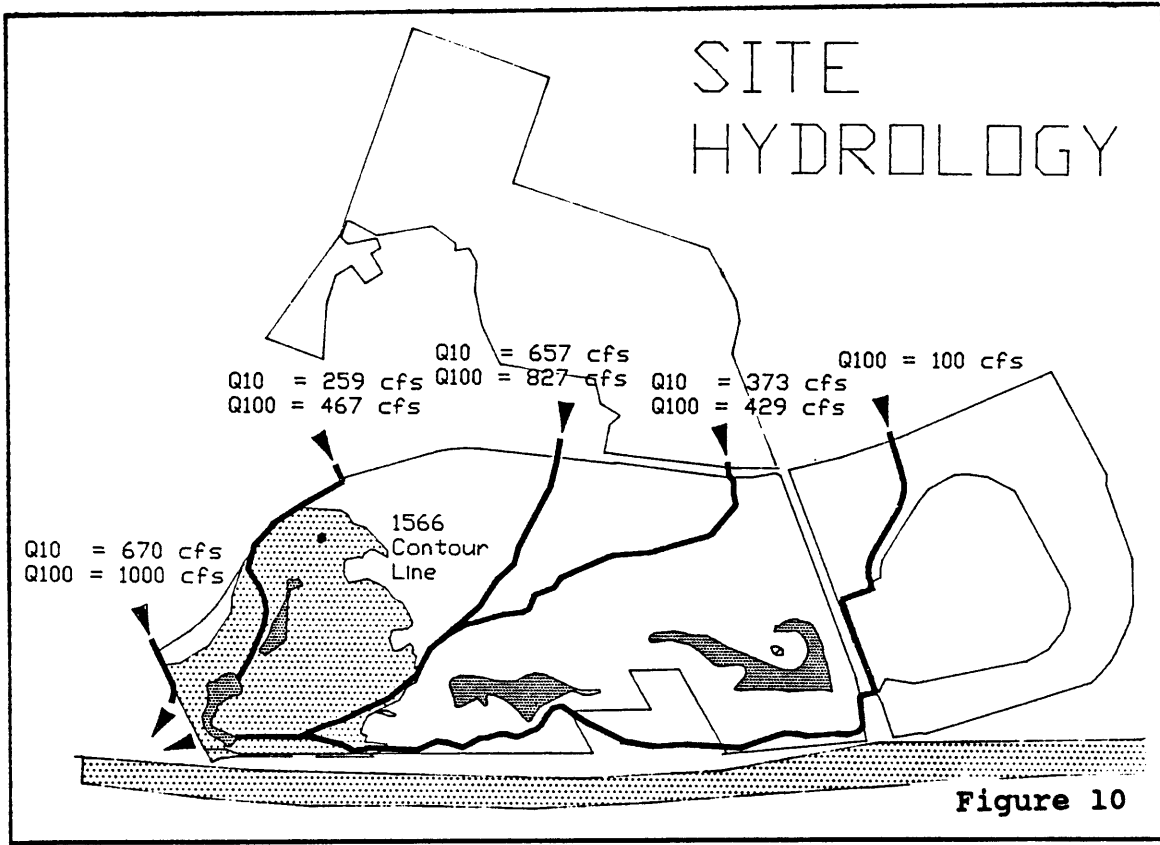 SITE
HYDROLOGY
Q10 = 657 cfs
Q100 = 827 cfs
Q100 = 100 cfs
Q10 = 259 cfs
Q100 = 467 cfs
Q10 = 373 cfs
Q100 = 429 cfs
1566
Contour
Line
Q10 = 670 cfs
Q100 = 1000 cfs
Figure 10